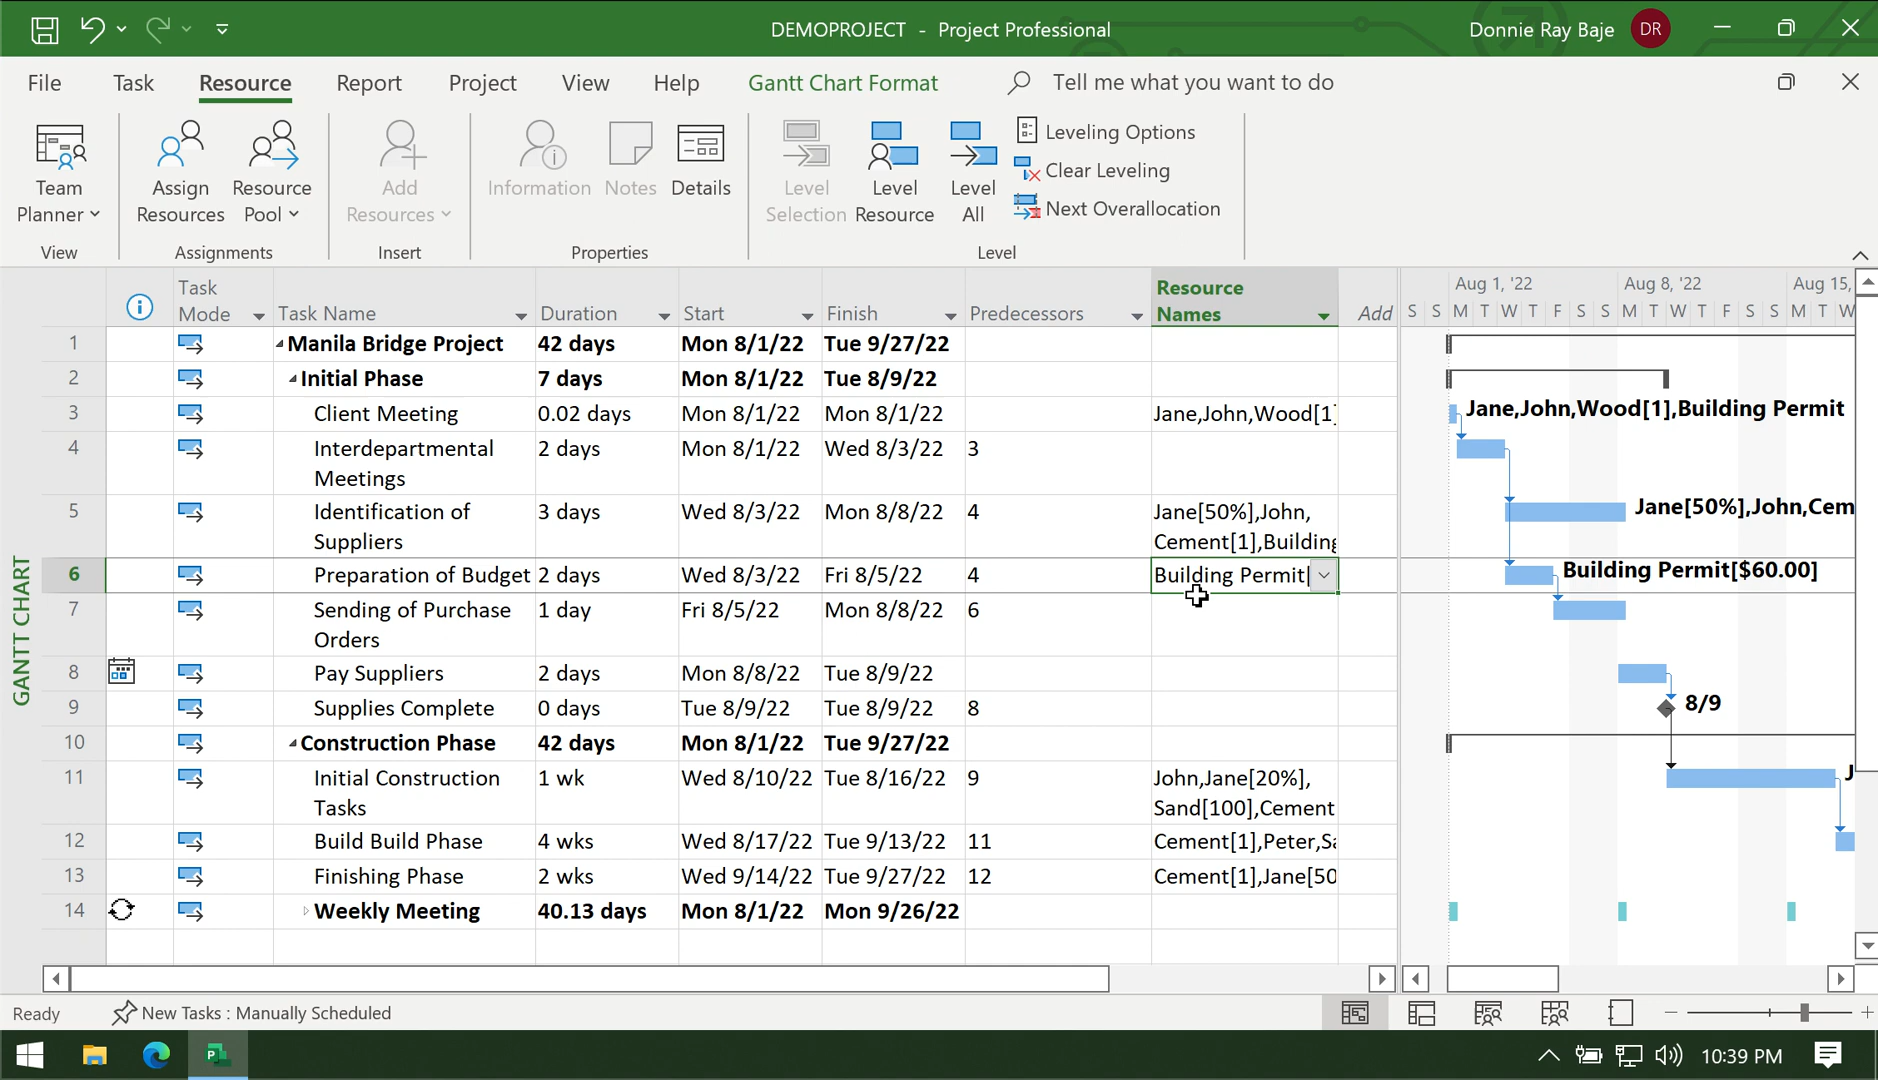 DEMOPROJECT - Project Professional
Donnie Ray Baje
DR
File Task Resource Report Project View Help Gantt Chart Format Tell me what you want to do
Team Planner
View
Assign Resources
Resource Pool
Assignments
Add Resources
Insert
Information
Notes
Details
Properties
Level Selection
Level Resource
Level All
Leveling Options
Clear Leveling
Next Overallocation
Level
GANTT CHART
Task Mode Task Name Duration Start Finish Predecessors Resource Names Add
Aug 1, '22 Aug 8, '22 Aug 15,
S S M T W T F S S M T W T F S S M T W
1 Manila Bridge Project 42 days Mon 8/1/22 Tue 9/27/22
2 Initial Phase 7 days Mon 8/1/22 Tue 8/9/22
3 Client Meeting 0.02 days Mon 8/1/22 Mon 8/1/22 Jane,John,Wood[1] Jane,John,Wood[1],Building Permit
4 Interdepartmental 2 days Mon 8/1/22 Wed 8/3/22 3
Meetings
5 Identification of 3 days Wed 8/3/22 Mon 8/8/22 4 Jane[50%],John, Jane[50%],John,Cem
Suppliers Cement[1],Building
6 Preparation of Budget 2 days Wed 8/3/22 Fri 8/5/22 4 Building Permit[ Building Permit[$60.00]
7 Sending of Purchase 1 day Fri 8/5/22 Mon 8/8/22 6
Orders
8 Pay Suppliers 2 days Mon 8/8/22 Tue 8/9/22
9 Supplies Complete 0 days Tue 8/9/22 Tue 8/9/22 8 8/9
10 Construction Phase 42 days Mon 8/1/22 Tue 9/27/22
11 Initial Construction 1 wk Wed 8/10/22 Tue 8/16/22 9 John,Jane[20%], J
Tasks Sand[100],Cement
12 Build Build Phase 4 wks Wed 8/17/22 Tue 9/13/22 11 Cement[1],Peter,Sa
13 Finishing Phase 2 wks Wed 9/14/22 Tue 9/27/22 12 Cement[1],Jane[50
14 Weekly Meeting 40.13 days Mon 8/1/22 Mon 9/26/22
Ready New Tasks : Manually Scheduled
10:39 PM